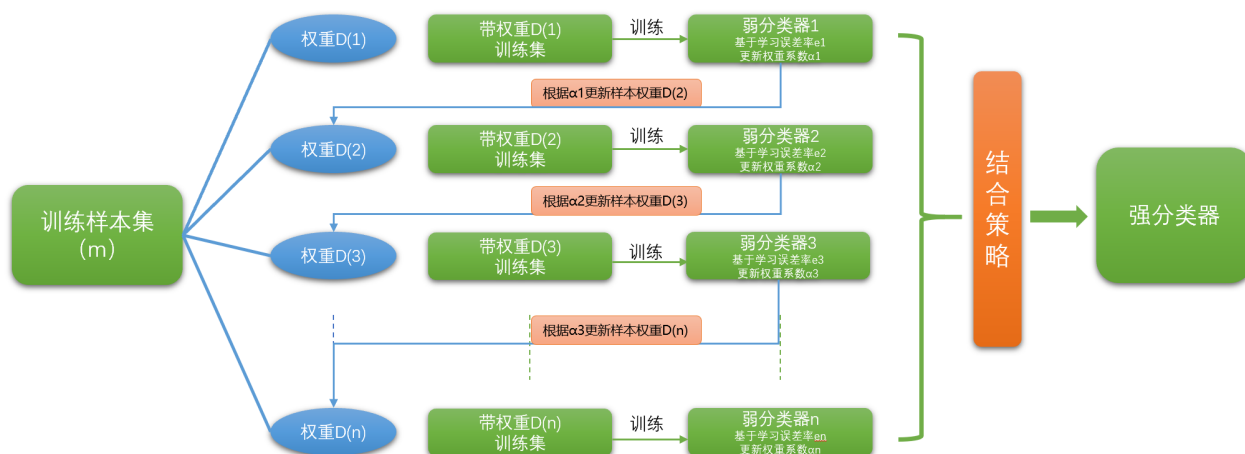 训练样本集
（m）
权重D(1)
带权重D(1)
训练集
训练
弱分类器1
基于学习误差率e1
更新权重系数α1
根据α1更新样本权重D(2)
权重D(2)
带权重D(2)
训练集
训练
弱分类器2
基于学习误差率e2
更新权重系数α2
根据α2更新样本权重D(3)
权重D(3)
带权重D(3)
训练集
训练
弱分类器3
基于学习误差率e3
更新权重系数α3
根据α3更新样本权重D(n)
权重D(n)
带权重D(n)
训练集
训练
弱分类器n
基于学习误差率en
更新权重系数αn
结合策略
强分类器